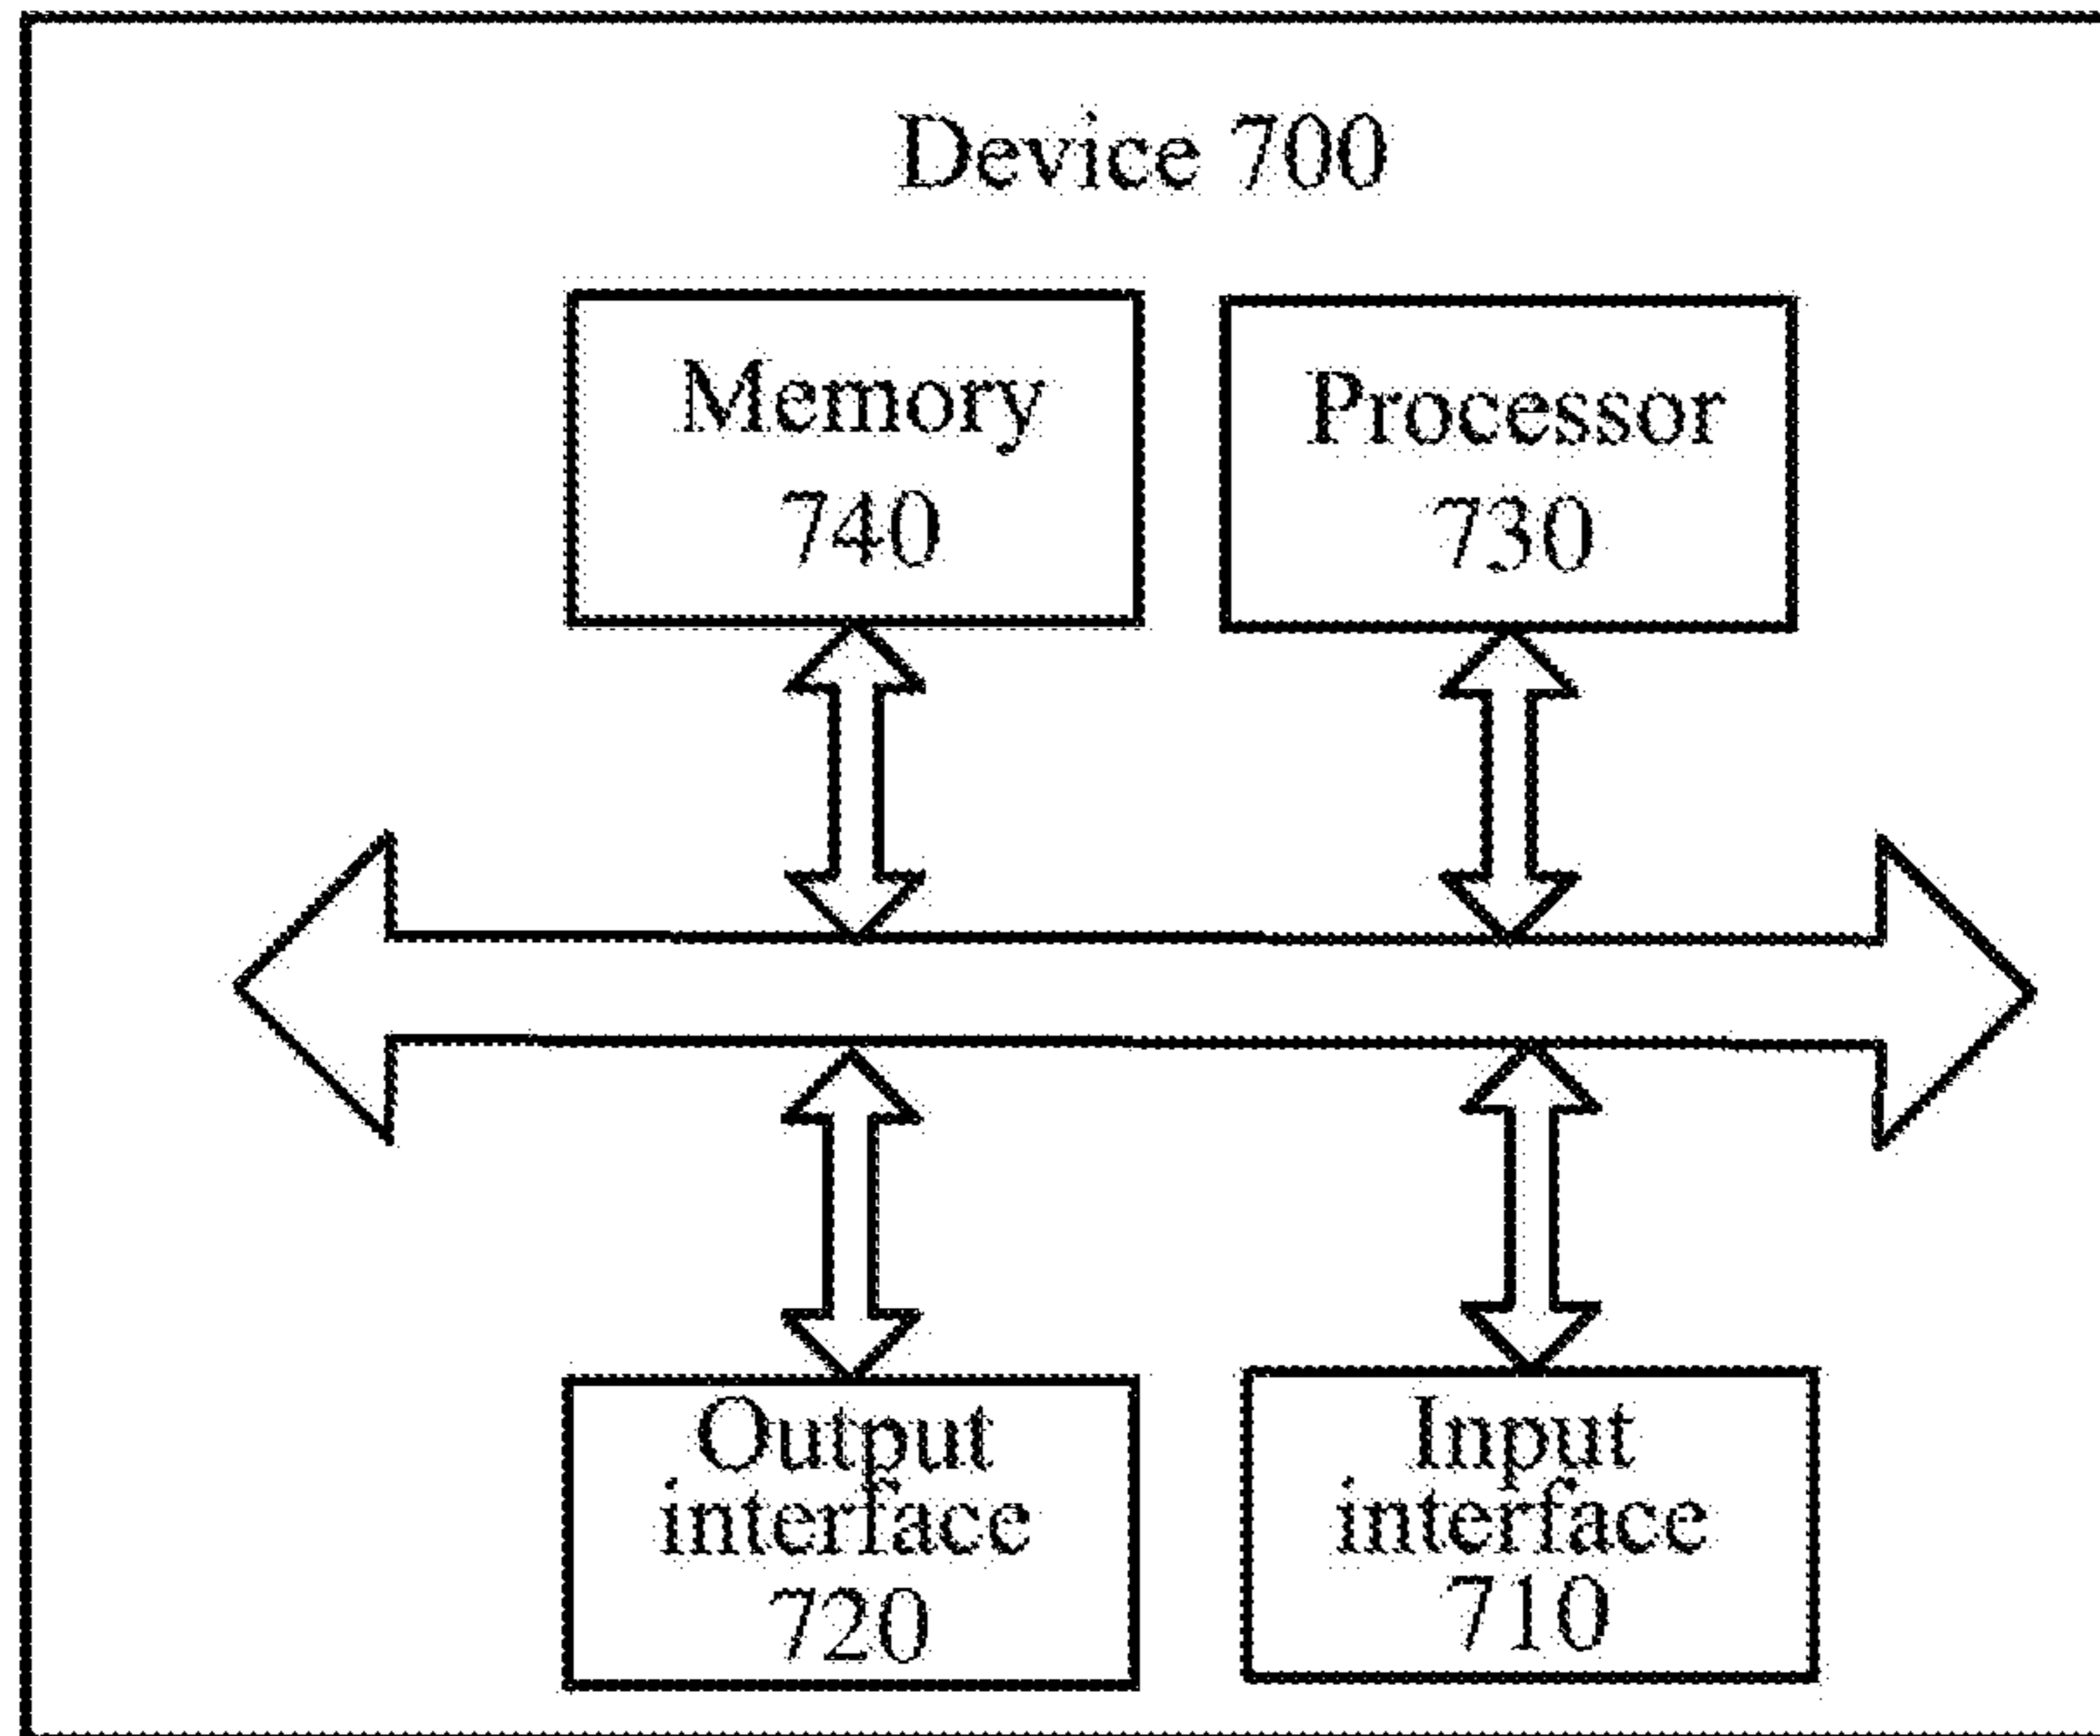 Device 700
Memory
740
Processor
730
Output
interface
720
Input
interface
710